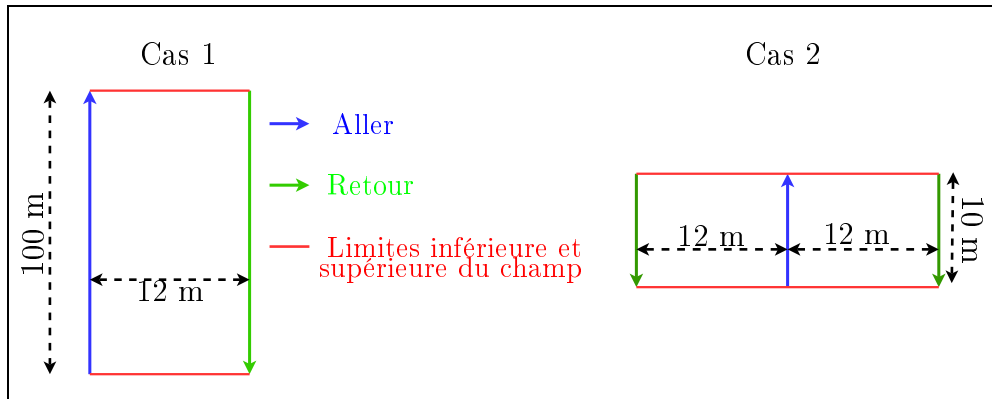 Cas 1
Cas 2
Aller
Retour
Limites inférieure et
supérieure du champ
100 m
12 m
12 m
12 m
10 m